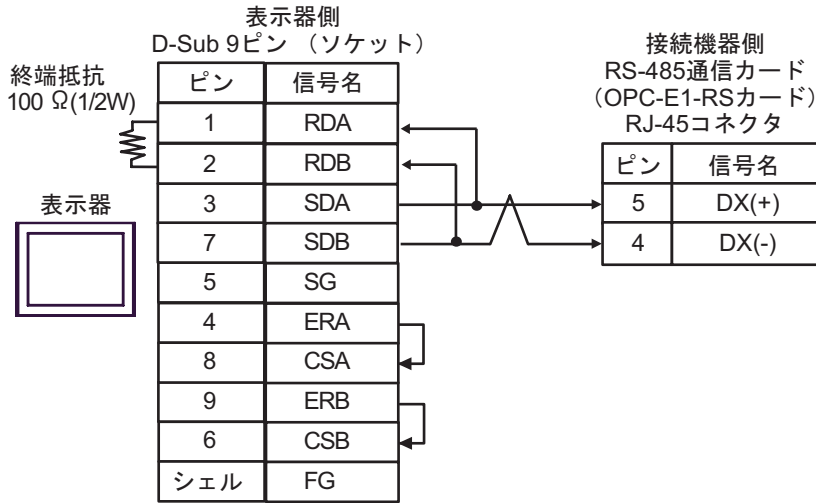 表示器側
D-Sub 9ピン （ソケット）
終端抵抗
100 Ω(1/2W)
表示器
ピン 信号名
1 RDA
2 RDB
3 SDA
7 SDB
5 SG
4 ERA
8 CSA
9 ERB
6 CSB
シェル FG
接続機器側
RS-485通信カード
（OPC-E1-RSカード）
RJ-45コネクタ
ピン 信号名
5 DX(+)
4 DX(-)